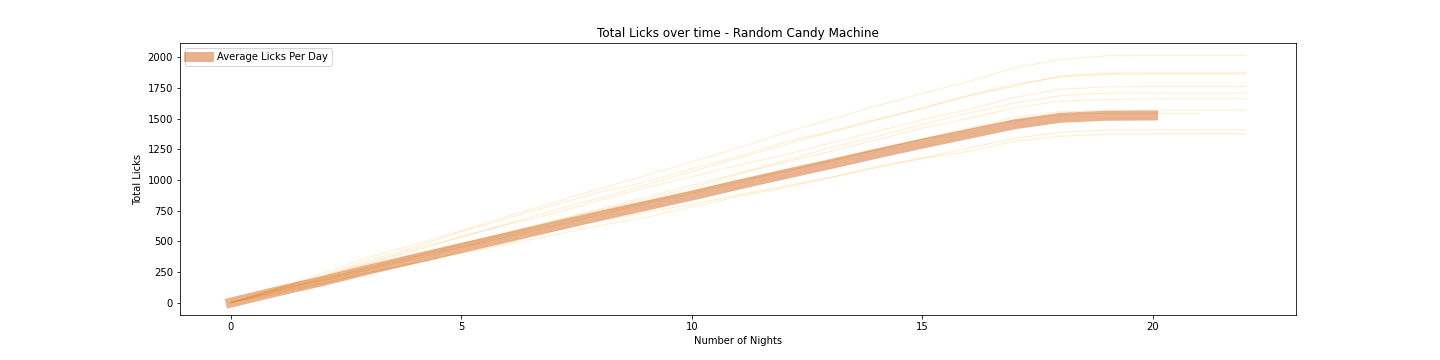 Total Licks over time - Random Candy Machine
Average Licks Per Day
2000
1750
1500
1250
1000
750
500
250
0
Total Licks
0 5 10 15 20
Number of Nights